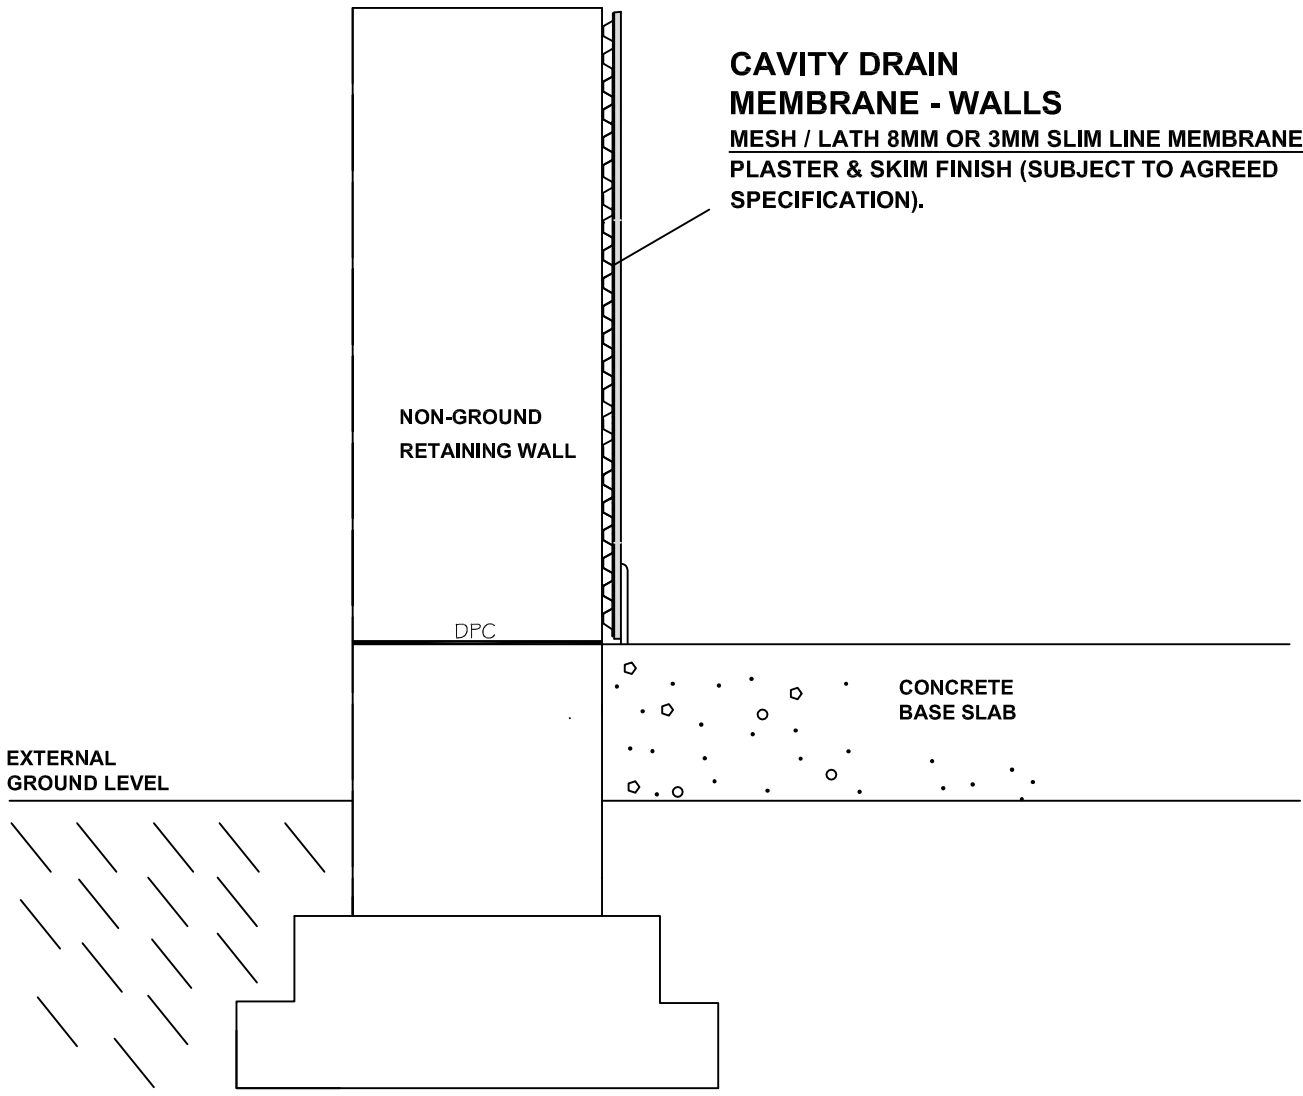 CAVITY DRAIN
MEMBRANE - WALLS
MESH / LATH 8MM OR 3MM SLIM LINE MEMBRANE
PLASTER & SKIM FINISH (SUBJECT TO AGREED
SPECIFICATION).
NON-GROUND
RETAINING WALL
DPC
CONCRETE
BASE SLAB
EXTERNAL
GROUND LEVEL